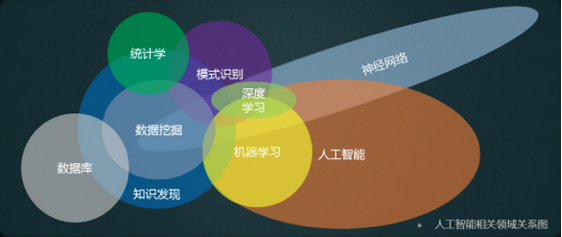 统计学
模式识别
神经网络
深度
学习
数据挖掘
机器学习
人工智能
数据库
知识发现
人工智能相关领域关系图